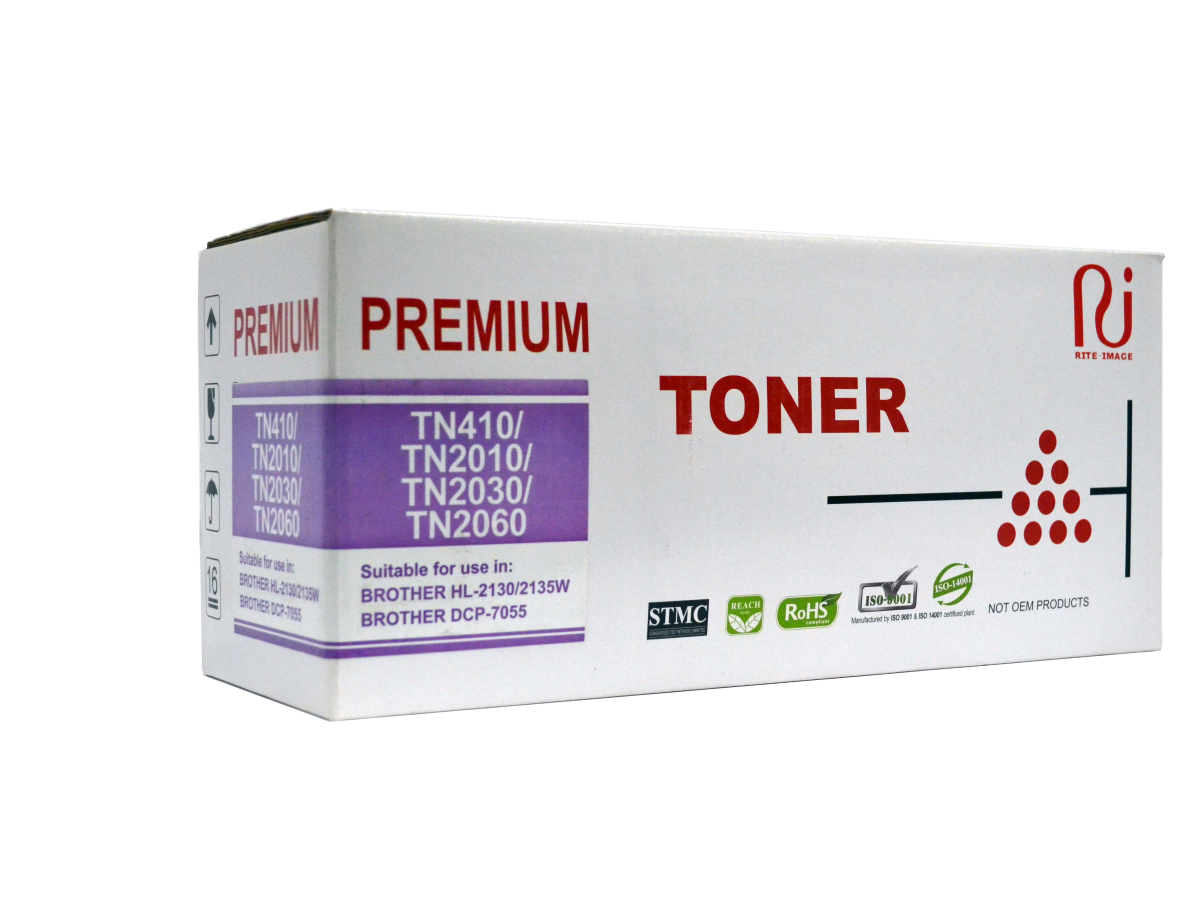 PREMIUM
TN410/
TN2010/
TN2030/
TN2060
Suitable for use in:
BROTHER HL-2130/2135W
BROTHER DCP-7055
16
PREMIUM
TN410/
TN2010/
TN2030/
TN2060
Suitable for use in:
BROTHER HL-2130/2135W
BROTHER DCP-7055
RITE-IMAGE
TONER
STMC
REACH
RoHS
compliant
ISO-9001
ISO-14001
Manufactured by ISO 9001 & ISO 14001 certificed plant
NOT OEM PRODUCTS